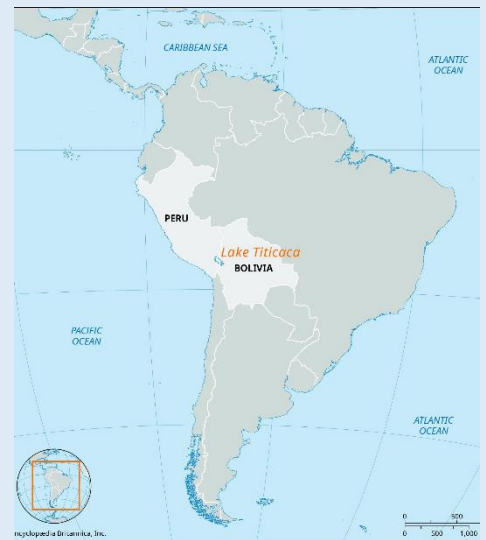 CARIBBEAN SEA
ATLANTIC
OCEAN
PERU
Lake Titicaca
BOLIVIA
PACIFIC
OCEAN
ATLANTIC
OCEAN
0 500
0 500 1,000
ncyclopædia Britannica, Inc.